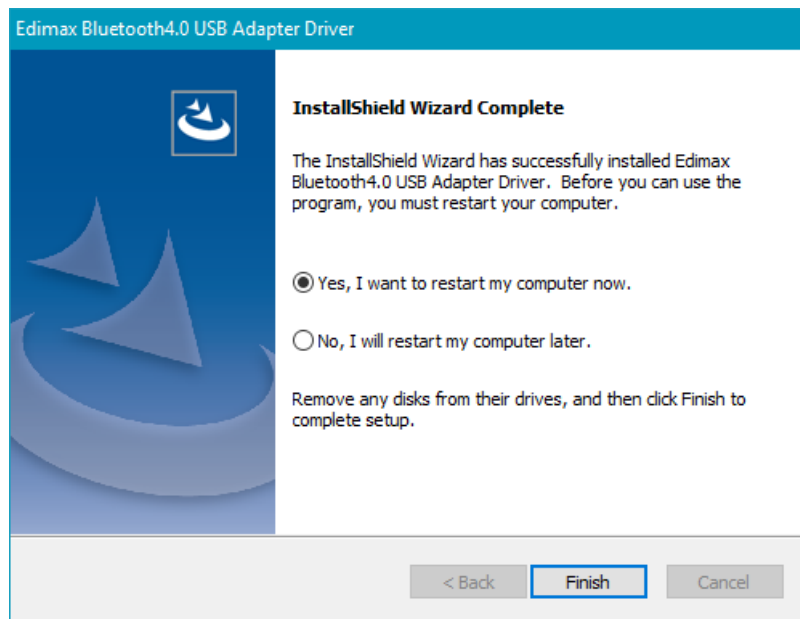 Edimax Bluetooth4.0 USB Adapter Driver
InstallShield Wizard Complete
The InstallShield Wizard has successfully installed Edimax
Bluetooth4.0 USB Adapter Driver.  Before you can use the
program, you must restart your computer.
Yes, I want to restart my computer now.
No, I will restart my computer later.
Remove any disks from their drives, and then click Finish to
complete setup.
< Back Finish Cancel